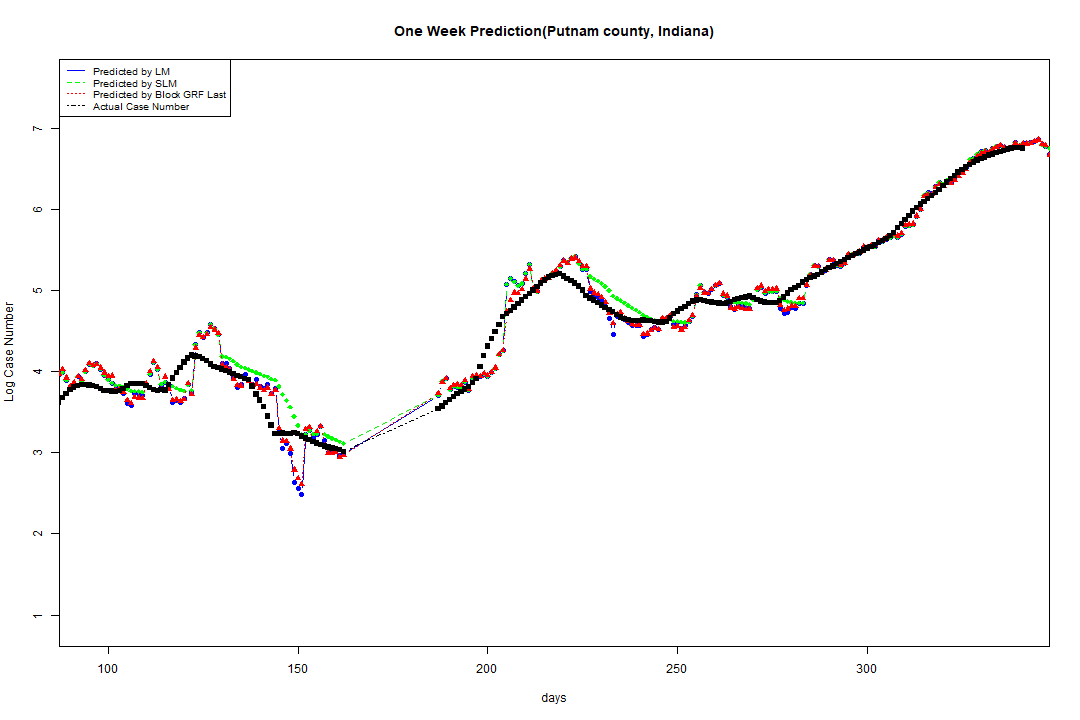 One Week Prediction(Putnam county, Indiana)
Predicted by LM
Predicted by SLM
Predicted by Block GRF Last
Actual Case Number
Log Case Number
7
6
5
4
3
2
1
100 150 200 250 300
days